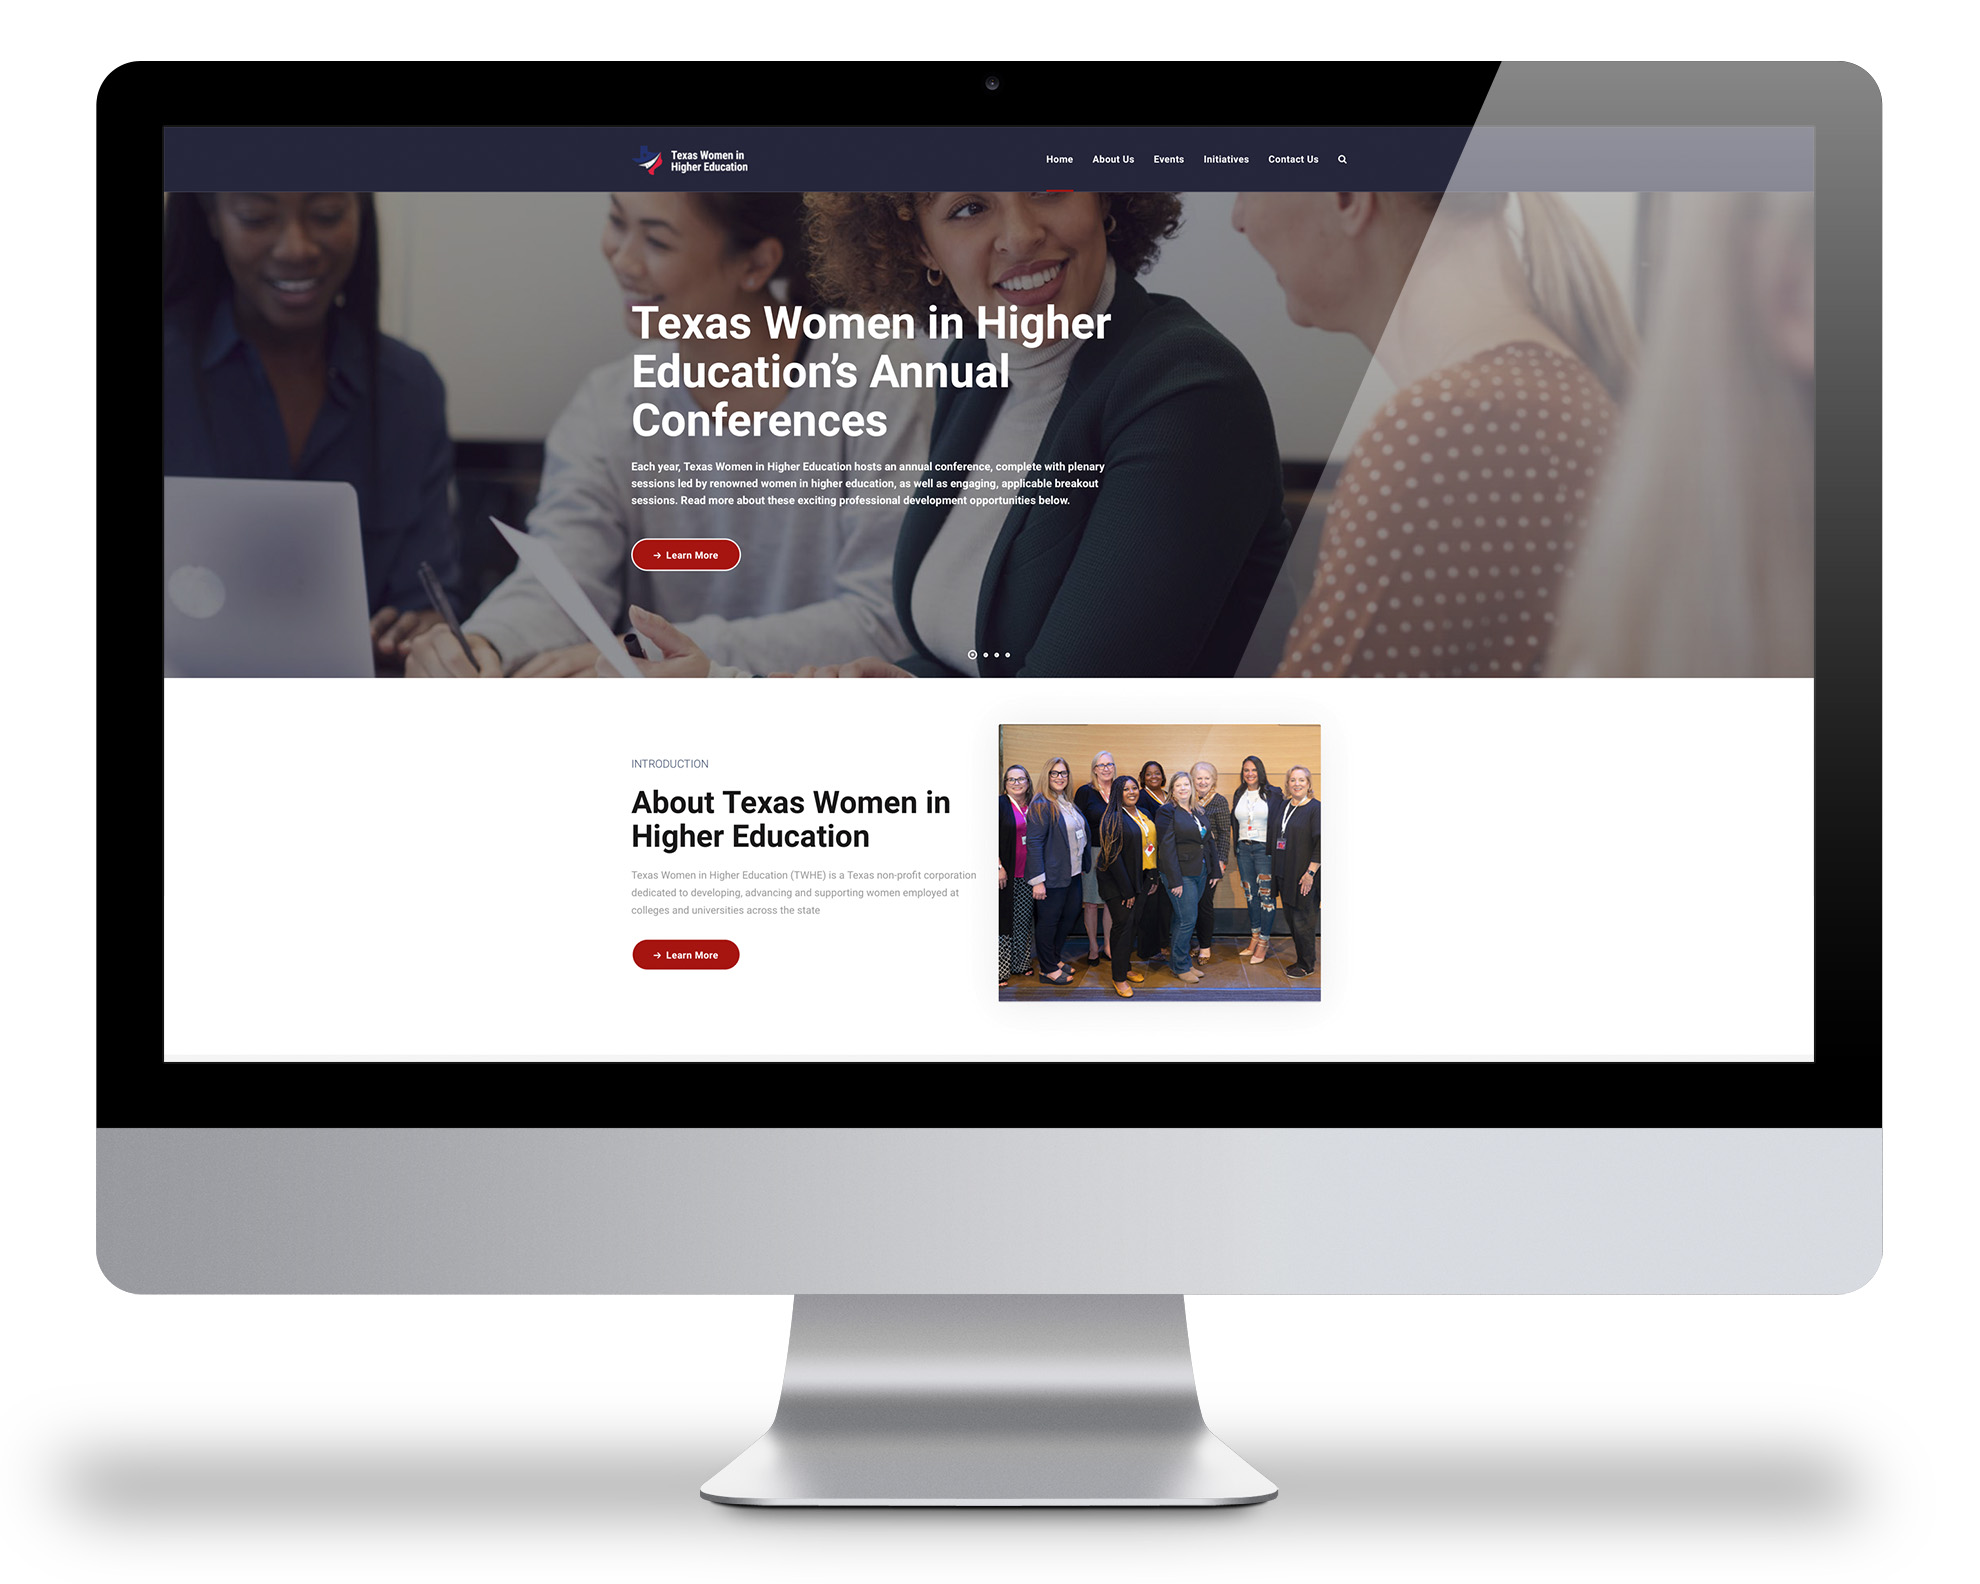 Texas Women in
Higher Education
Home
About Us
Events
Initiatives
Contact Us
Texas Women in Higher
Education's Annual
Conferences
Each year, Texas Women in Higher Education hosts an annual conference, complete with plenary
sessions led by renowned women in higher education, as well as engaging, applicable breakout
sessions. Read more about these exciting professional development opportunities below.
→ Learn More
INTRODUCTION
About Texas Women in
Higher Education
Texas Women in Higher Education (TWHE) is a Texas non-profit corporation
dedicated to developing, advancing and supporting women employed at
colleges and universities across the state
→ Learn More